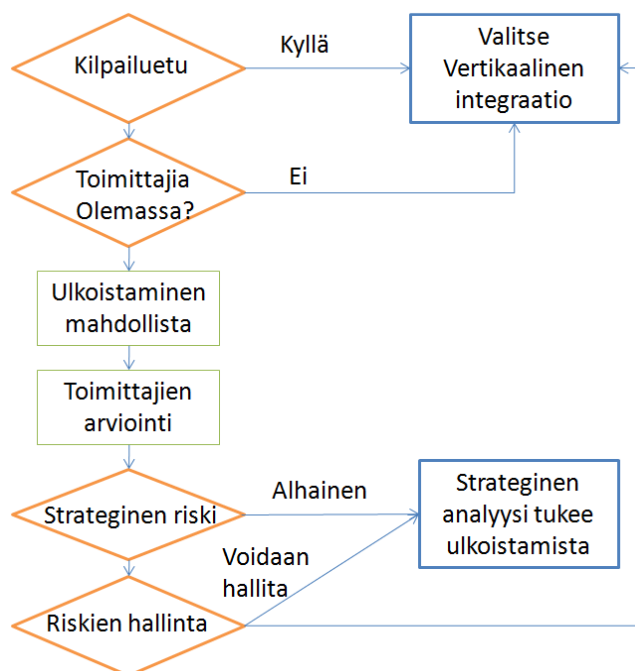 Kilpailuetu
Kyllä
Valitse
Vertikaalinen
integraatio
Toimittajia
Olemassa?
Ei
Ulkoistaminen
mahdollista
Toimittajien
arviointi
Strateginen riski
Alhainen
Strateginen
analyysi tukee
ulkoistamista
Voidaan
hallita
Riskien hallinta